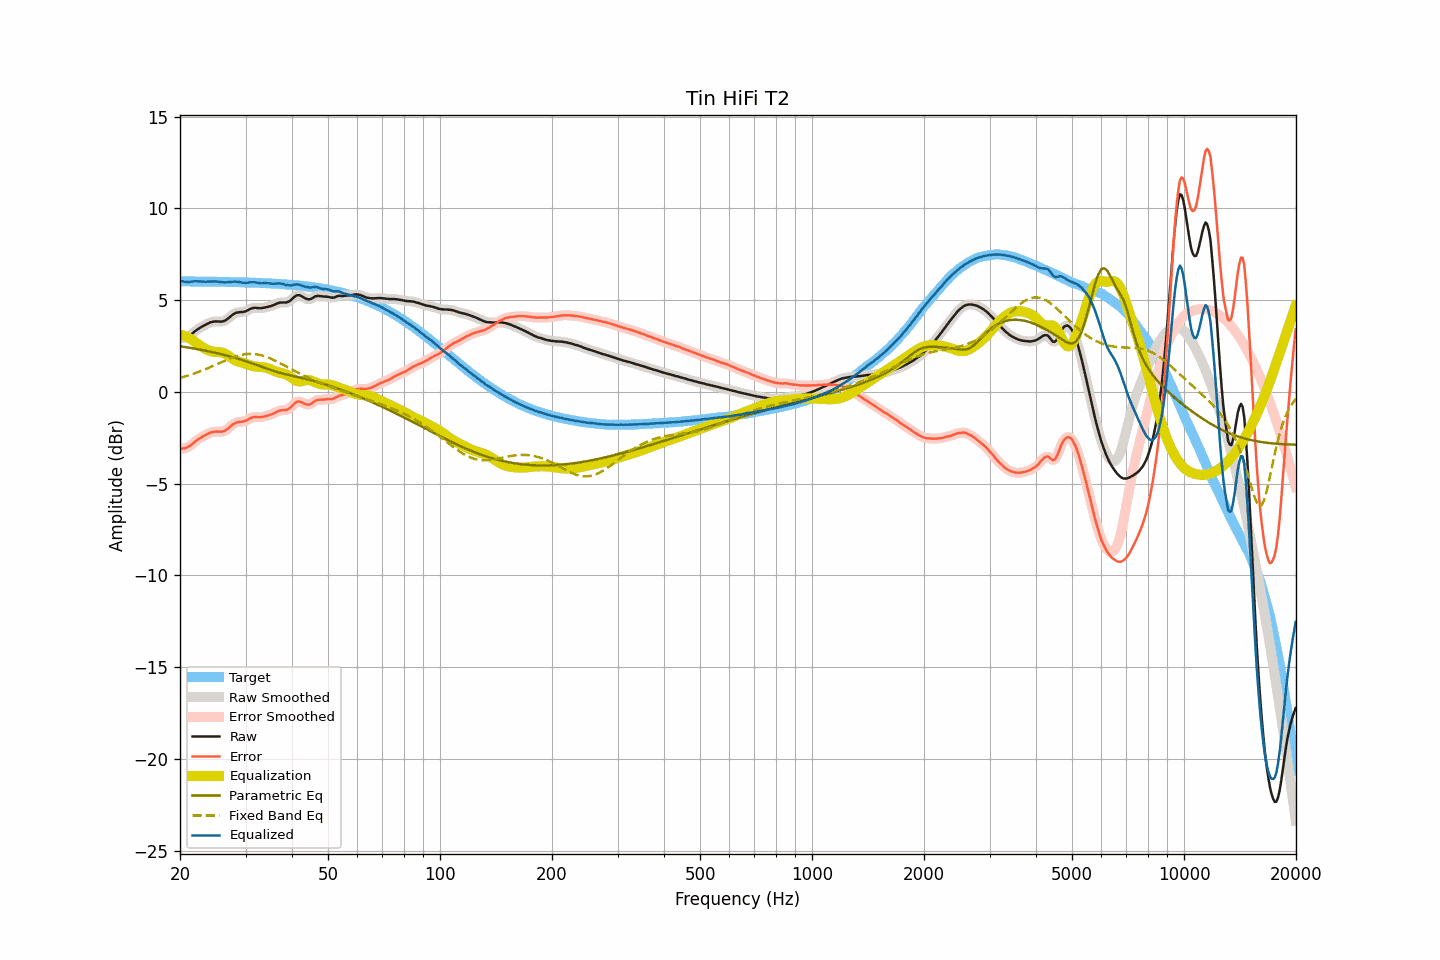 Tin HiFi T2
15
10
5
0
−5
−10
−15
−20
−25
Amplitude (dBr)
Target
Raw Smoothed
Error Smoothed
Raw
Error
Equalization
Parametric Eq
Fixed Band Eq
Equalized
20 50 100 200 500 1000 2000 5000 10000 20000
Frequency (Hz)